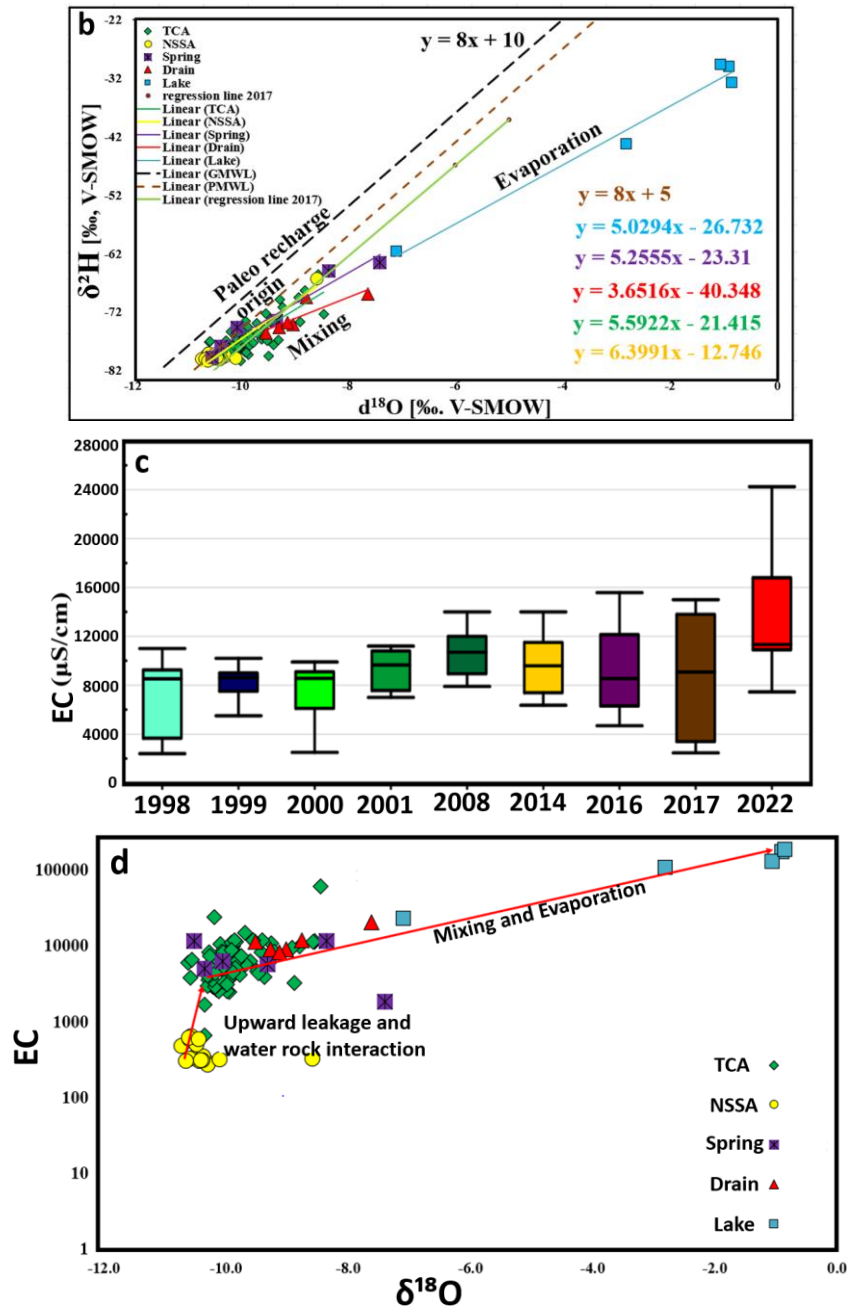 b
TCA
NSSA
Spring
Drain
Lake
regression line 2017
Linear (TCA)
Linear (NSSA)
Linear (Spring)
Linear (Drain)
Linear (Lake)
Linear (GMWL)
Linear (PMWL)
Linear (regression line 2017)
y = 8x + 10
Evaporation
Paleo recharge
origin
Mixing
y = 8x + 5
y = 5.0294x - 26.732
y = 5.2555x - 23.31
y = 3.6516x - 40.348
y = 5.5922x - 21.415
y = 6.3991x - 12.746
δ²H [‰, V-SMOW]
-22
-32
-42
-52
-62
-72
-82
-12
-10
-8
-6
-4
-2
0
d¹⁸O [‰. V-SMOW]
c
EC (µS/cm)
28000
24000
20000
16000
12000
8000
4000
0
1998
1999
2000
2001
2008
2014
2016
2017
2022
d
EC
100000
10000
1000
100
10
1
Mixing and Evaporation
Upward leakage and
water rock interaction
TCA
NSSA
Spring
Drain
Lake
-12.0
-10.0
-8.0
-6.0
-4.0
-2.0
0.0
δ¹⁸O